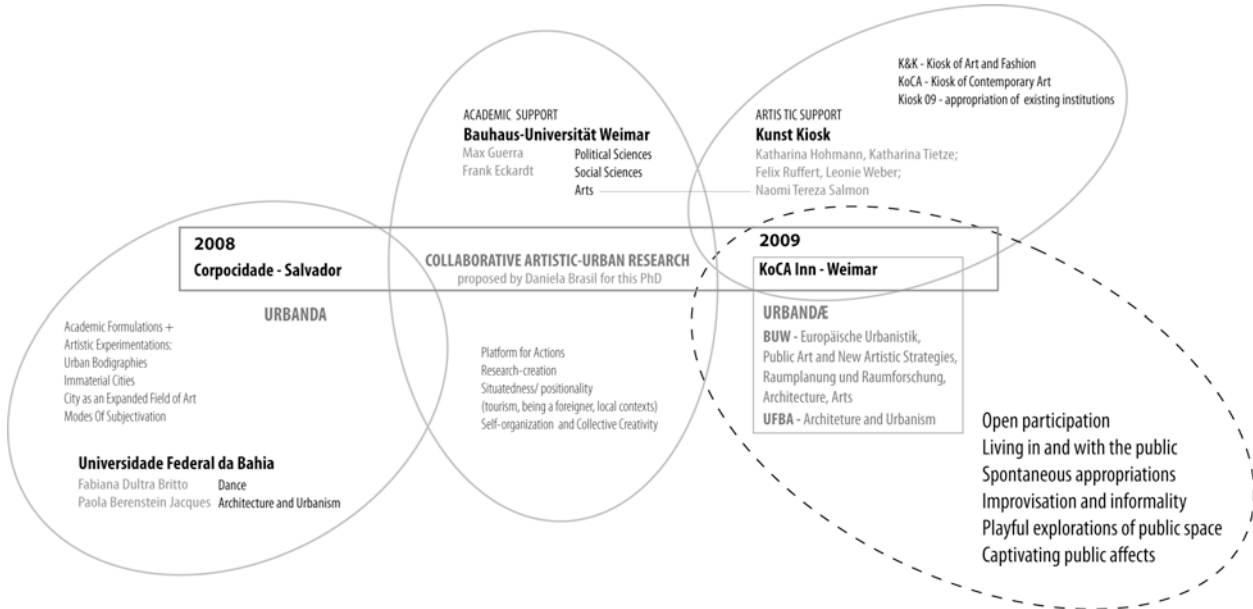 K&K - Kiosk of Art and Fashion
KoCA - Kiosk of Contemporary Art
Kiosk 09 - appropriation of existing institutions
ACADEMIC SUPPORT
Bauhaus-Universität Weimar
Max Guerra
Frank Eckardt
Political Sciences
Social Sciences
Arts
ARTIS TIC SUPPORT
Kunst Kiosk
Katharina Hohmann, Katharina Tietze;
Felix Ruffert, Leonie Weber;
Naomi Tereza Salmon
2008
Corpocidade - Salvador
COLLABORATIVE ARTISTIC-URBAN RESEARCH
proposed by Daniela Brasil for this PhD
2009
KoCA Inn - Weimar
URBANDA
Academic Formulations +
Artistic Experimentations:
Urban Bodigraphies
Immaterial Cities
City as an Expanded Field of Art
Modes Of Subjectivation
Universidade Federal da Bahia
Fabiana Dultra Britto Dance
Paola Berenstein Jacques Architecture and Urbanism
Platform for Actions
Research-creation
Situatedness/ positionality
(tourism, being a foreigner, local contexts)
Self-organization and Collective Creativity
URBANDÆ
BUW - Europäische Urbanistik,
Public Art and New Artistic Strategies,
Raumplanung und Raumforschung,
Architecture, Arts
UFBA - Architeture and Urbanism
Open participation
Living in and with the public
Spontaneous appropriations
Improvisation and informality
Playful explorations of public space
Captivating public affects